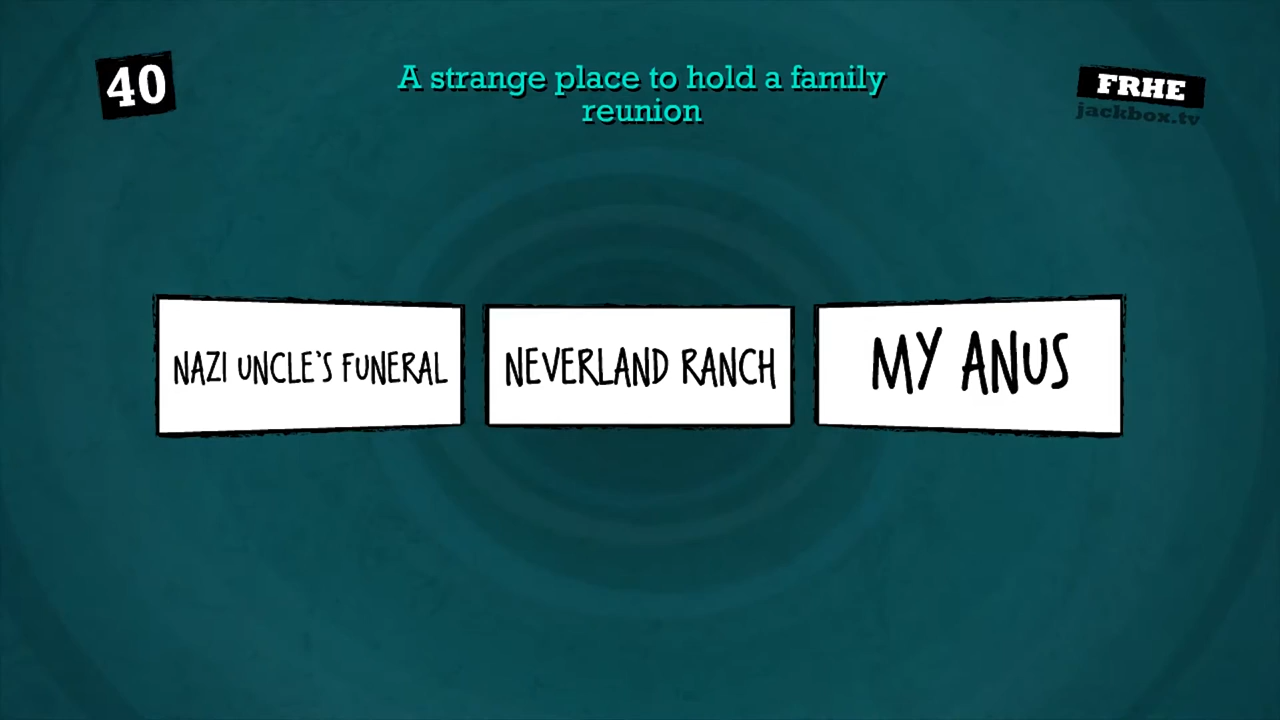 40
A strange place to hold a family
reunion
FRHE
jackbox.tv
NAZI UNCLE'S FUNERAL
NEVERLAND RANCH
MY ANUS